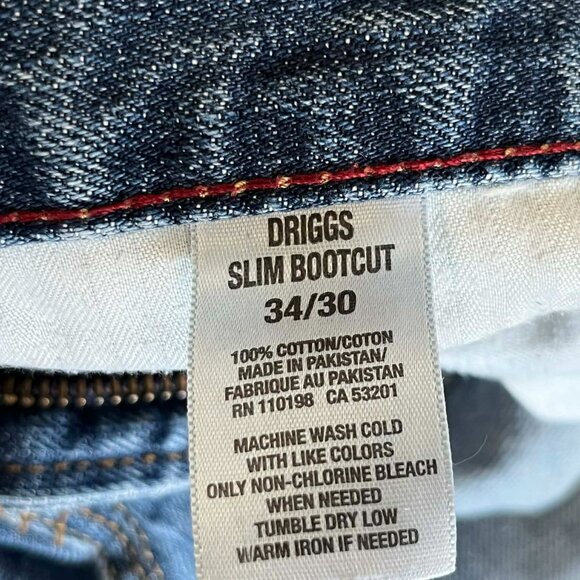 DRIGGS
SLIM BOOTCUT
34/30
100% COTTON/COTON
MADE IN PAKISTAN/
FABRIQUE AU PAKISTAN
RN 110198 CA 53201
MACHINE WASH COLD
WITH LIKE COLORS
ONLY NON-CHLORINE BLEACH
WHEN NEEDED
TUMBLE DRY LOW
WARM IRON IF NEEDED